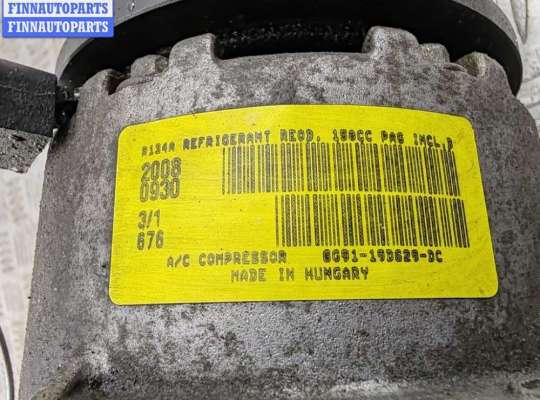 FINNAUTOPARTS
FINNAUTOPARTS
R134A REFRIGERANT REQD, 150CC PAG INCL,D
2008
0930
3/1
676
A/C COMPRESSOR 6G91-19D629-DC
MADE IN HUNGARY